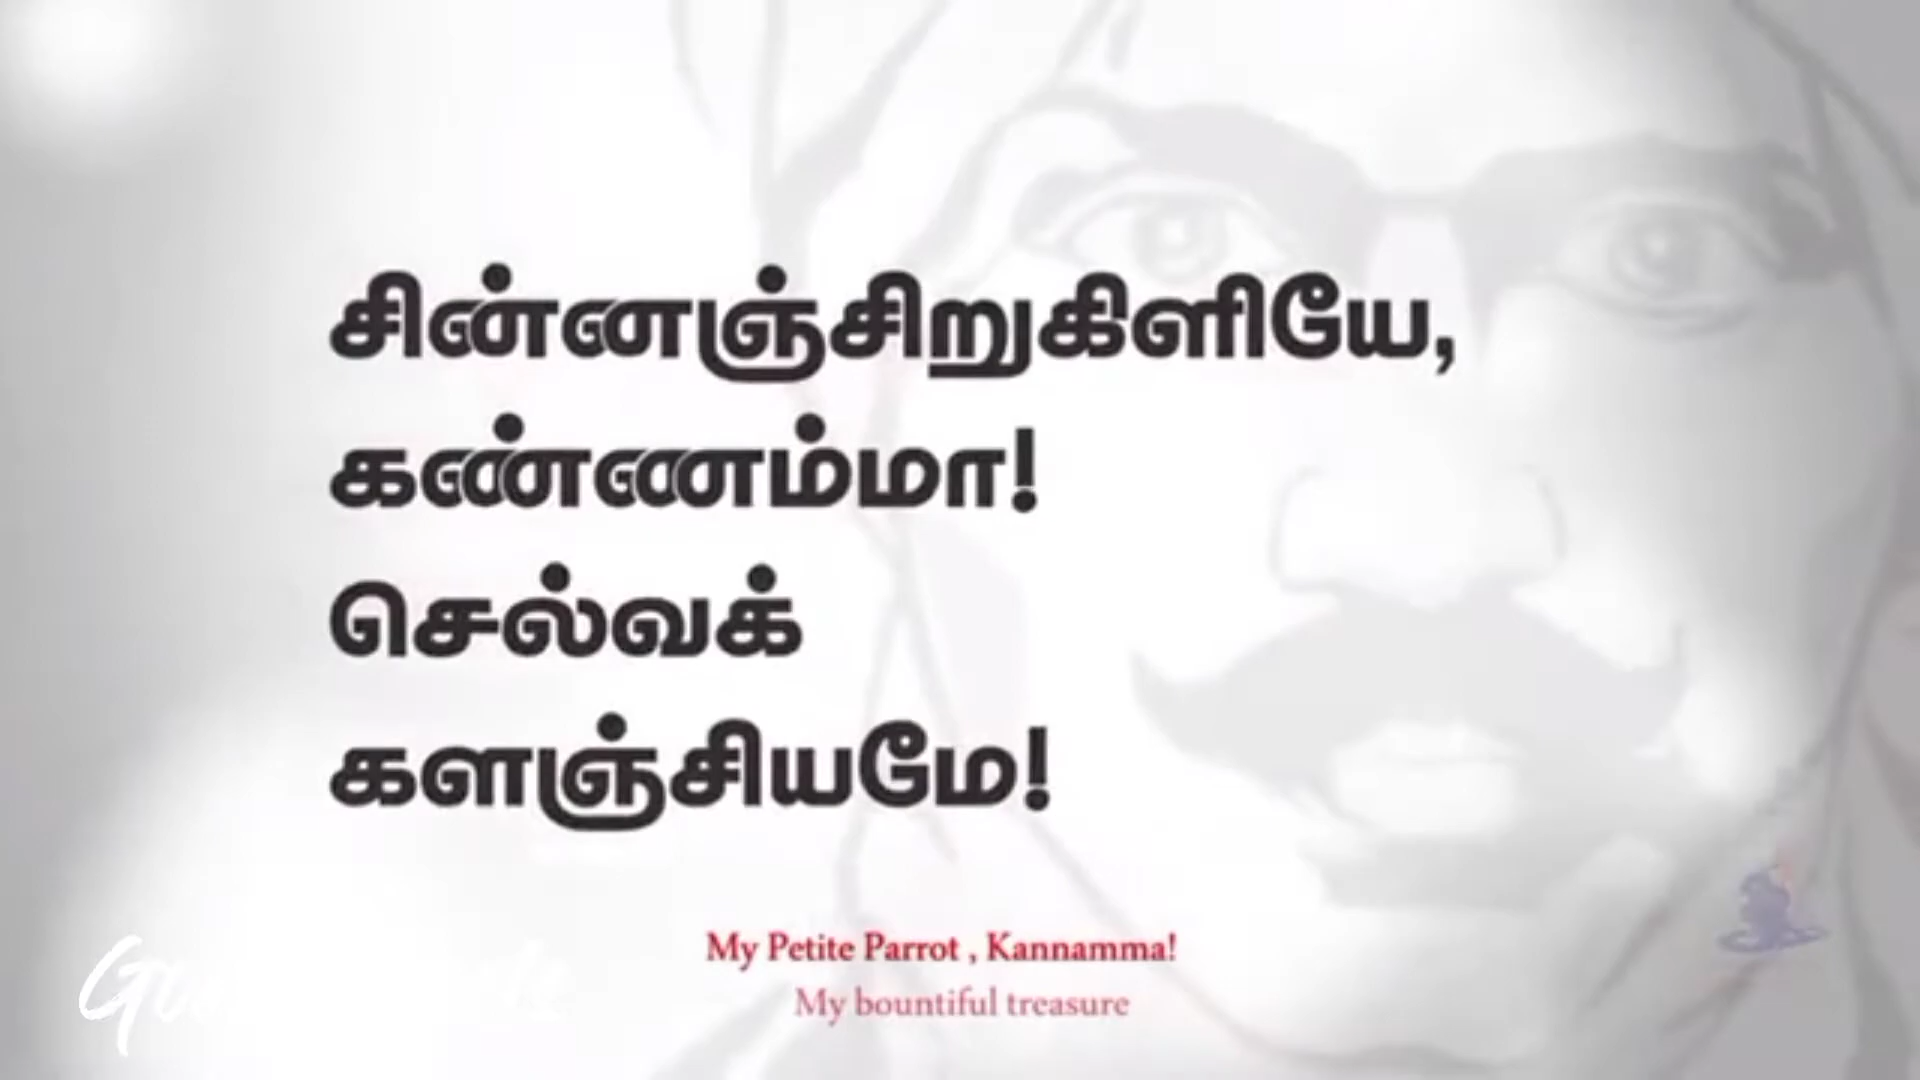 சின்னஞ்சிறுகிளியே,
கண்ணம்மா!
செல்வக்
களஞ்சியமே!
My Petite Parrot , Kannamma!
My bountiful treasure